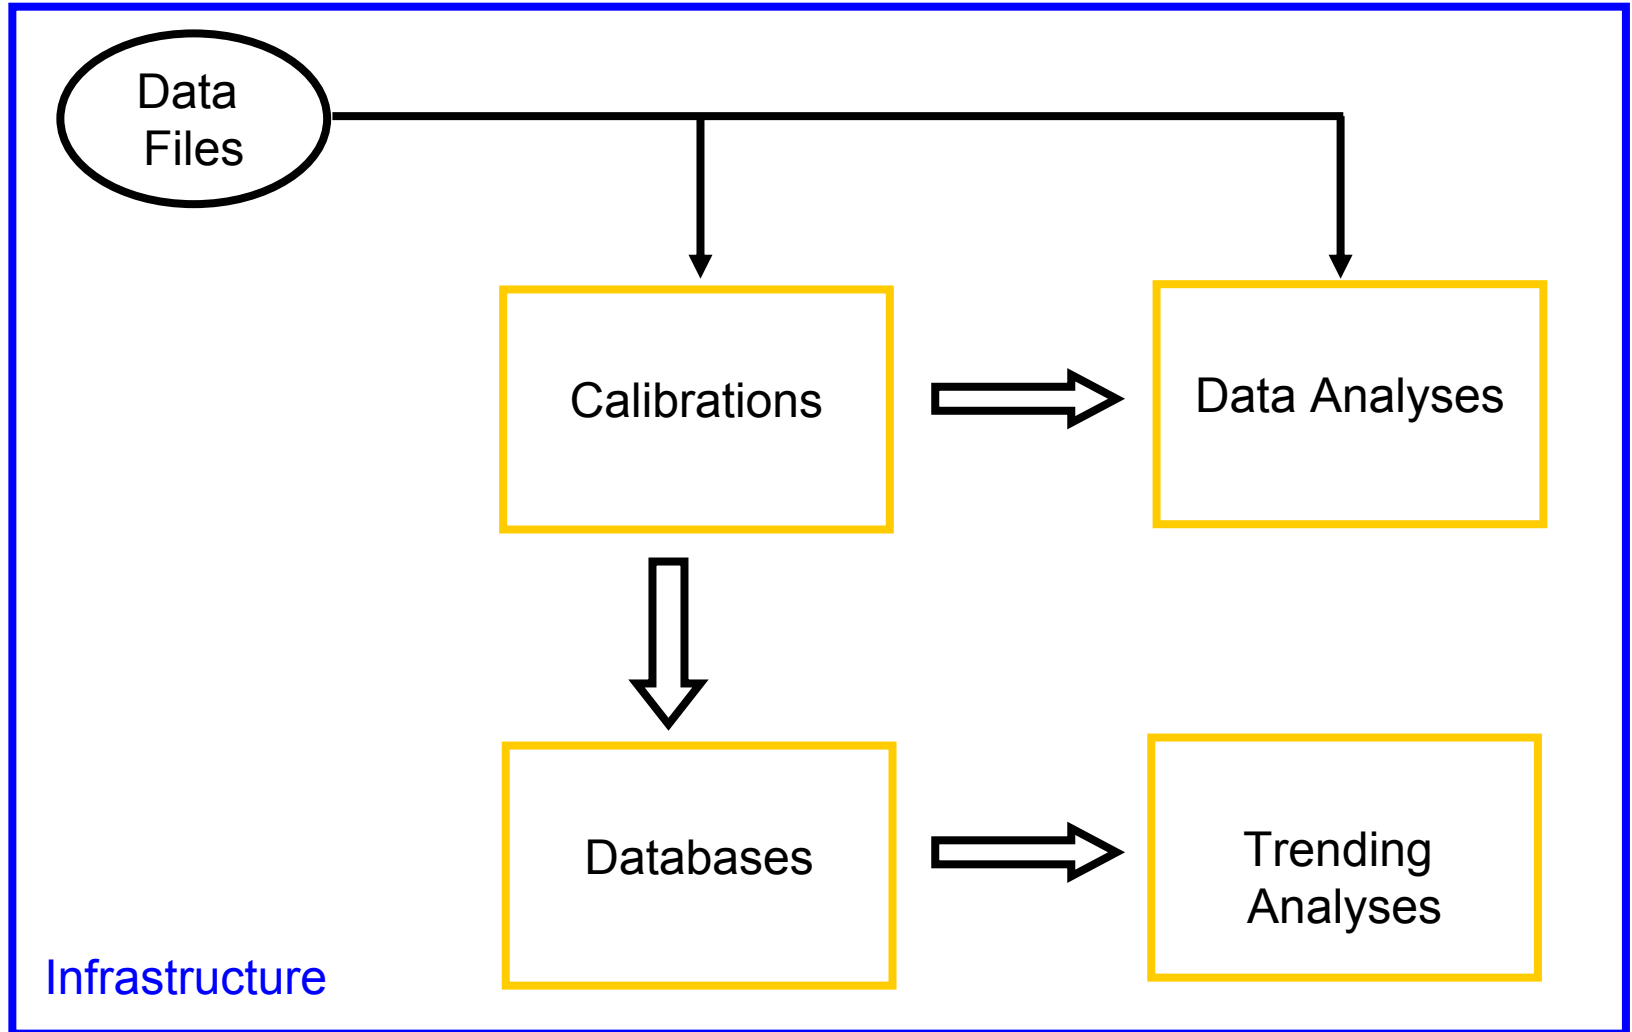 Data
Files
Calibrations
Data Analyses
Databases
Trending
Analyses
Infrastructure